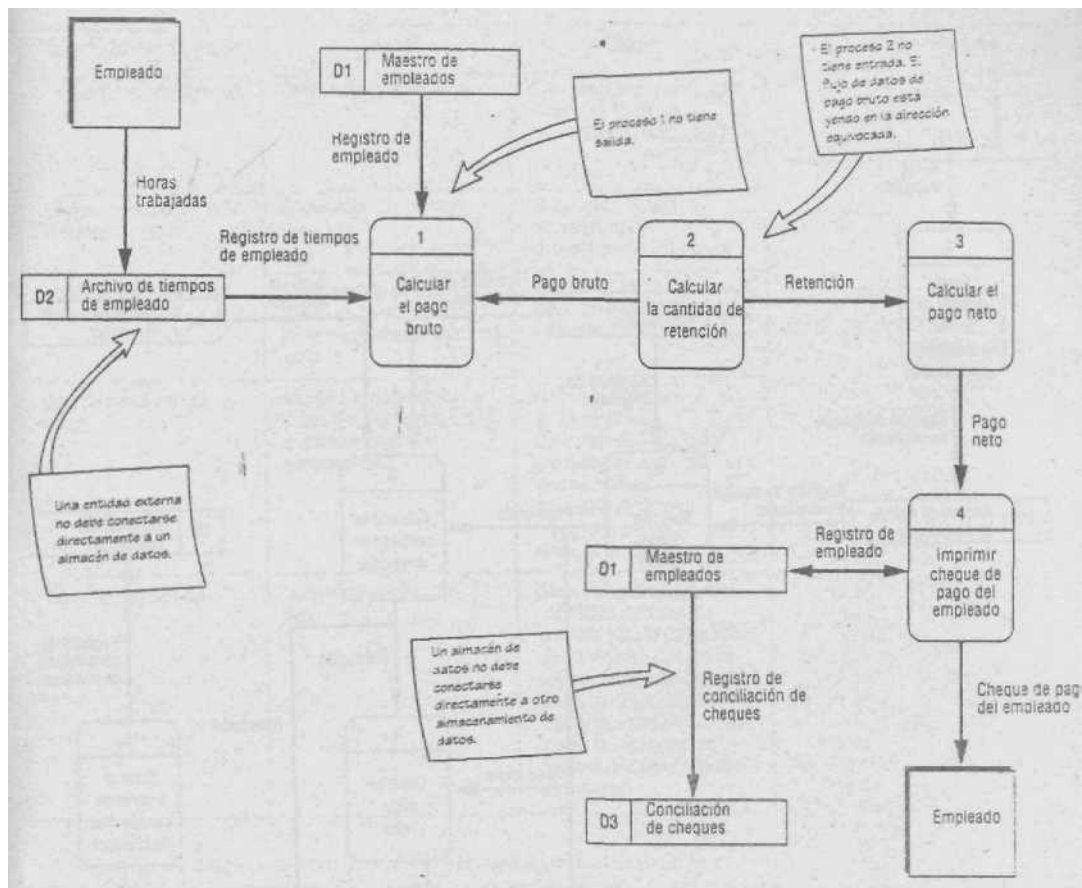 Empleado
D1
Maestro de
empleados
- El proceso 2 no
tiene entrada. El
flujo de datos de
pago bruto está
yendo en la dirección
equivocada.
El proceso 1 no tiene
salida.
Registro de
empleado
Horas
trabajadas
Registro de tiempos
de empleado
D2
Archivo de tiempos
de empleado
1
Calcular
el pago
bruto
Pago bruto
2
Calcular
la cantidad de
retención
Retención
3
Calcular el
pago neto
Pago
neto
Una entidad externa
no debe conectarse
directamente a un
almacén de datos.
4
Imprimir
cheque de
pago del
empleado
Registro de
empleado
D1
Maestro de
empleados
Un almacén de
datos no debe
conectarse
directamente a otro
almacenamiento de
datos.
Registro de
conciliación de
cheques
Cheque de pag
del empleado
D3
Conciliación
de cheques
Empleado